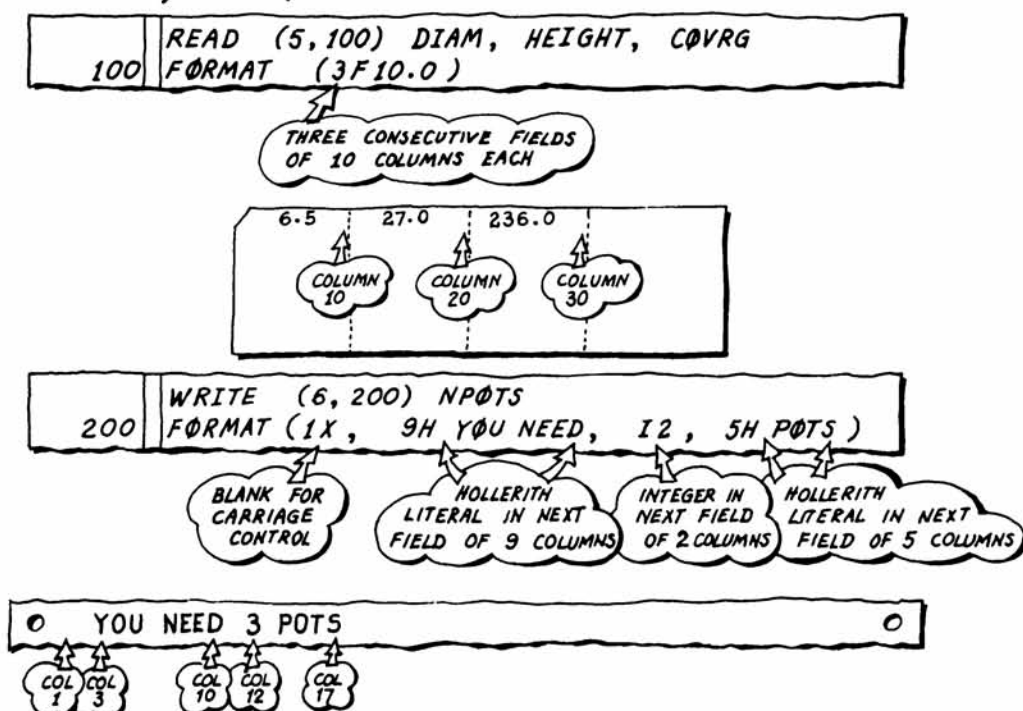 READ (5,100) DIAM, HEIGHT, CØVRG
100 FØRMAT (3F10.0)
THREE CONSECUTIVE FIELDS
OF 10 COLUMNS EACH
6.5 27.0 236.0
COLUMN
10
COLUMN
20
COLUMN
30
WRITE (6,200) NPØTS
200 FØRMAT (1X, 9H YØU NEED, I2, 5H PØTS)
BLANK FOR
CARRIAGE
CONTROL
HOLLERITH
LITERAL IN NEXT
FIELD OF 9 COLUMNS
INTEGER IN
NEXT FIELD
OF 2 COLUMNS
HOLLERITH
LITERAL IN NEXT
FIELD OF 5 COLUMNS
YOU NEED 3 POTS
COL
1
COL
3
COL
10
COL
12
COL
17